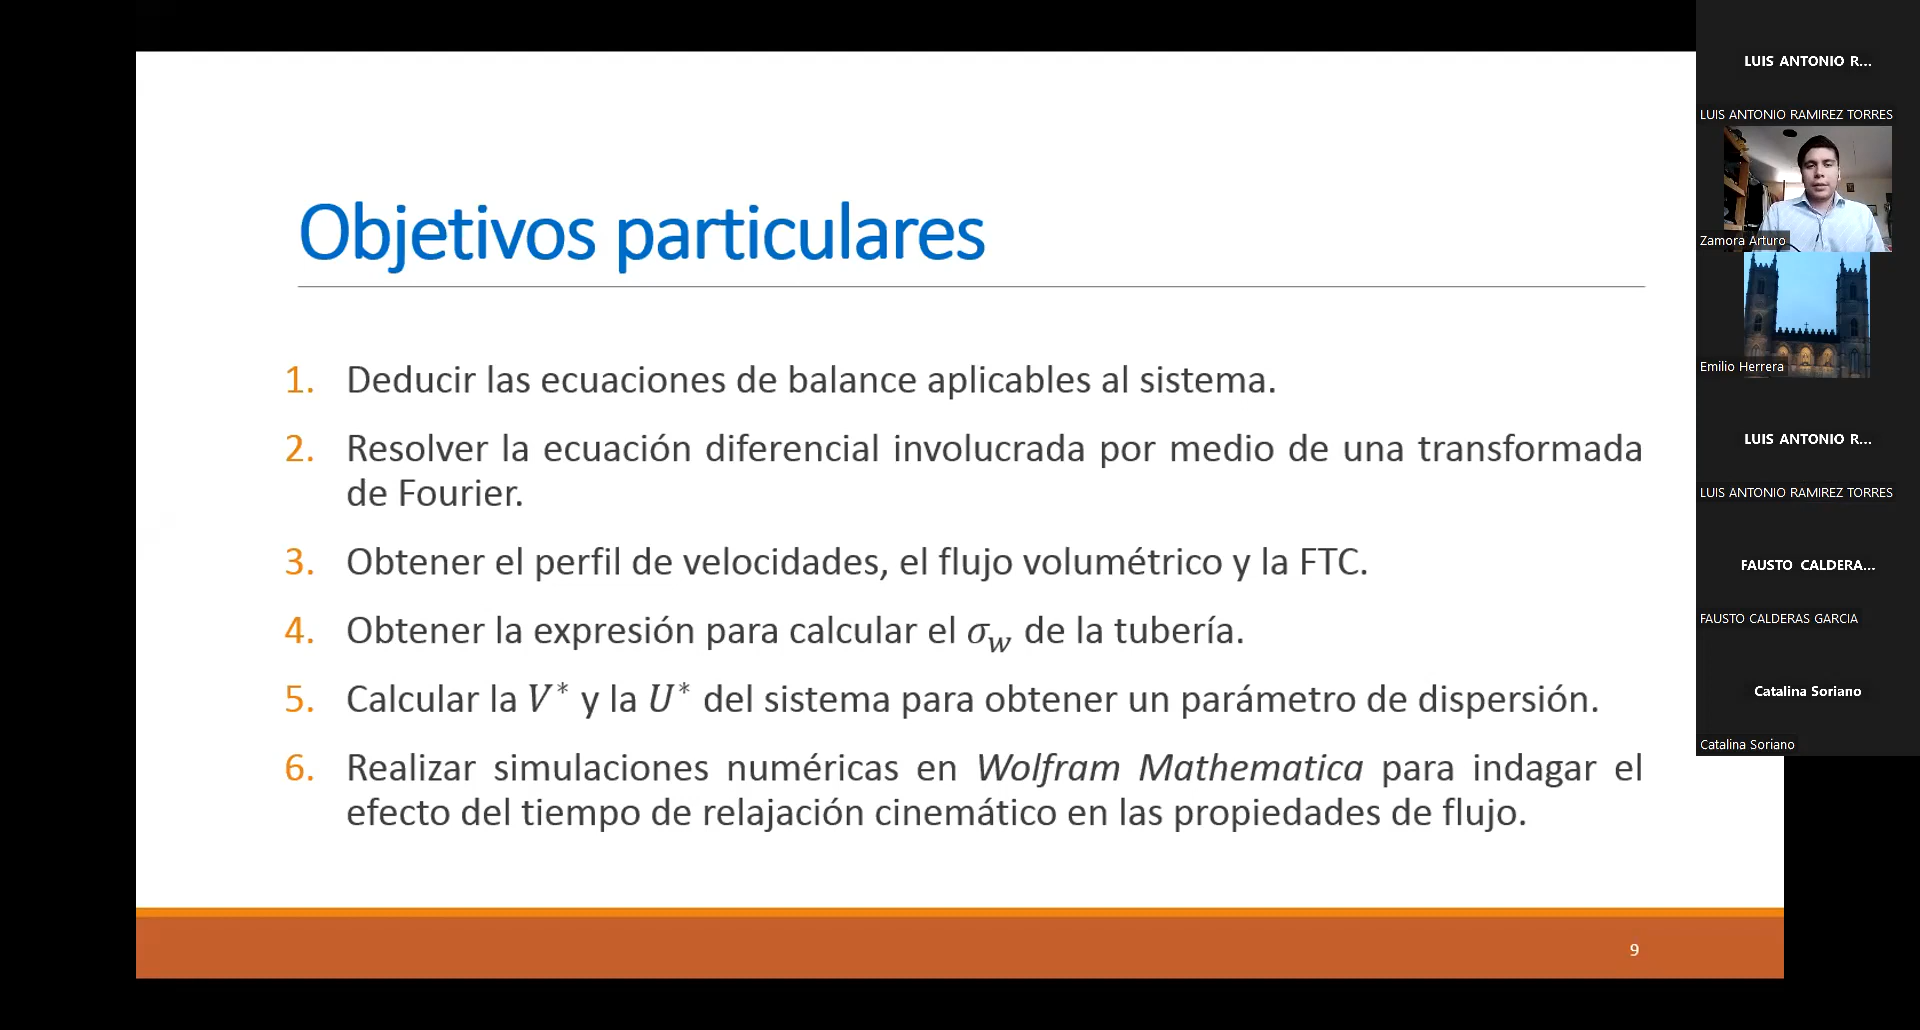 Objetivos particulares
1. Deducir las ecuaciones de balance aplicables al sistema.
2. Resolver la ecuación diferencial involucrada por medio de una transformada
de Fourier.
3. Obtener el perfil de velocidades, el flujo volumétrico y la FTC.
4. Obtener la expresión para calcular el σ_w de la tubería.
5. Calcular la V* y la U* del sistema para obtener un parámetro de dispersión.
6. Realizar simulaciones numéricas en Wolfram Mathematica para indagar el
efecto del tiempo de relajación cinemático en las propiedades de flujo.
9
LUIS ANTONIO R...
LUIS ANTONIO RAMIREZ TORRES
Zamora Arturo
Emilio Herrera
LUIS ANTONIO R...
LUIS ANTONIO RAMIREZ TORRES
FAUSTO CALDERA...
FAUSTO CALDERAS GARCIA
Catalina Soriano
Catalina Soriano